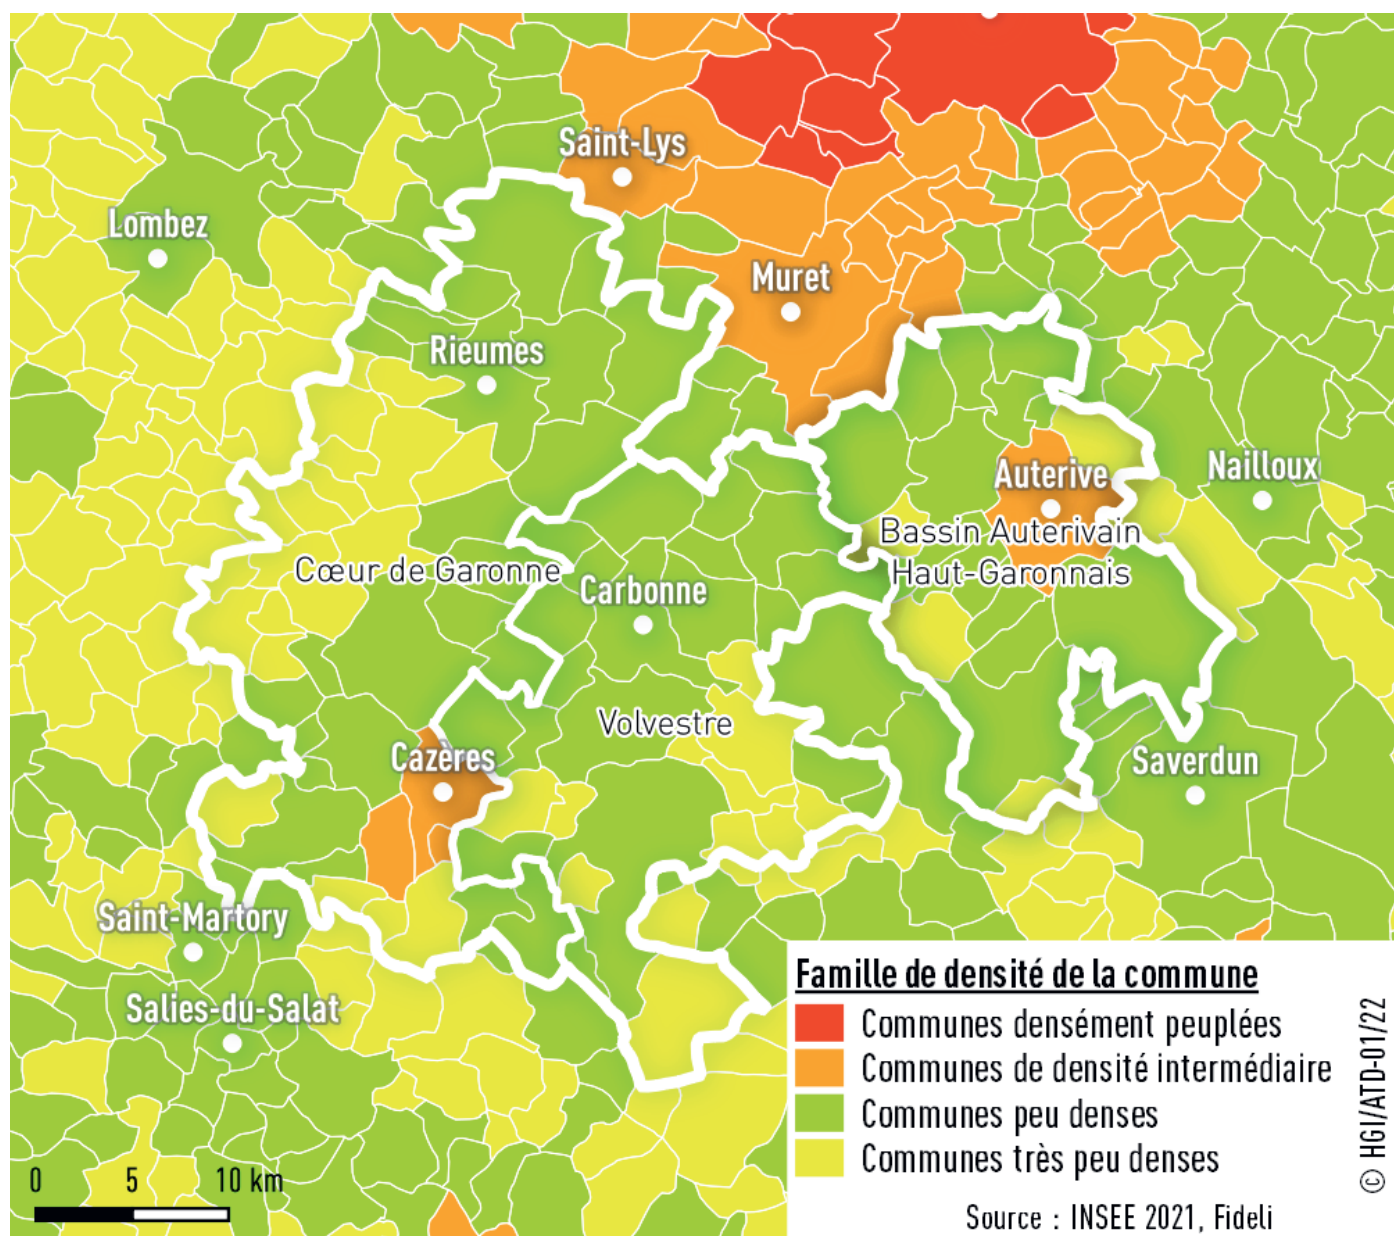 Saint-Lys
Lombez
Muret
Rieumes
Auterive
Nailloux
Bassin Auterivain
Haut-Garonnais
Cœur de Garonne
Carbonne
Volvestre
Cazères
Saverdun
Saint-Martory
Salies-du-Salat
Famille de densité de la commune
Communes densément peuplées
Communes de densité intermédiaire
Communes peu denses
Communes très peu denses
Source : INSEE 2021, Fideli
© HGI/ATD-01/22
0 5 10 km